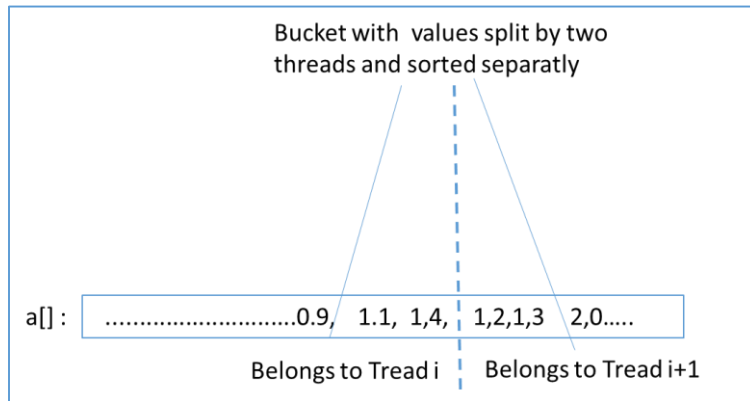 Bucket with values split by two
threads and sorted separatly
a[] : ..............................0.9, 1.1, 1,4, 1,2,1,3 2,0.....
Belongs to Tread i Belongs to Tread i+1